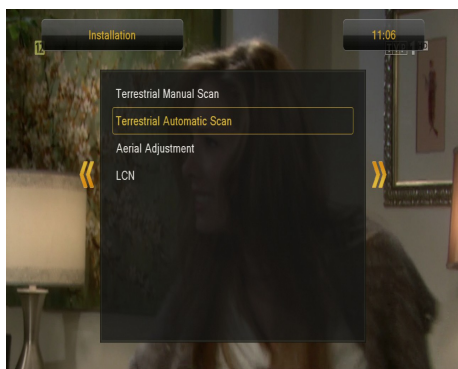 Installation
11:06
Terrestrial Manual Scan
Terrestrial Automatic Scan
Aerial Adjustment
LCN